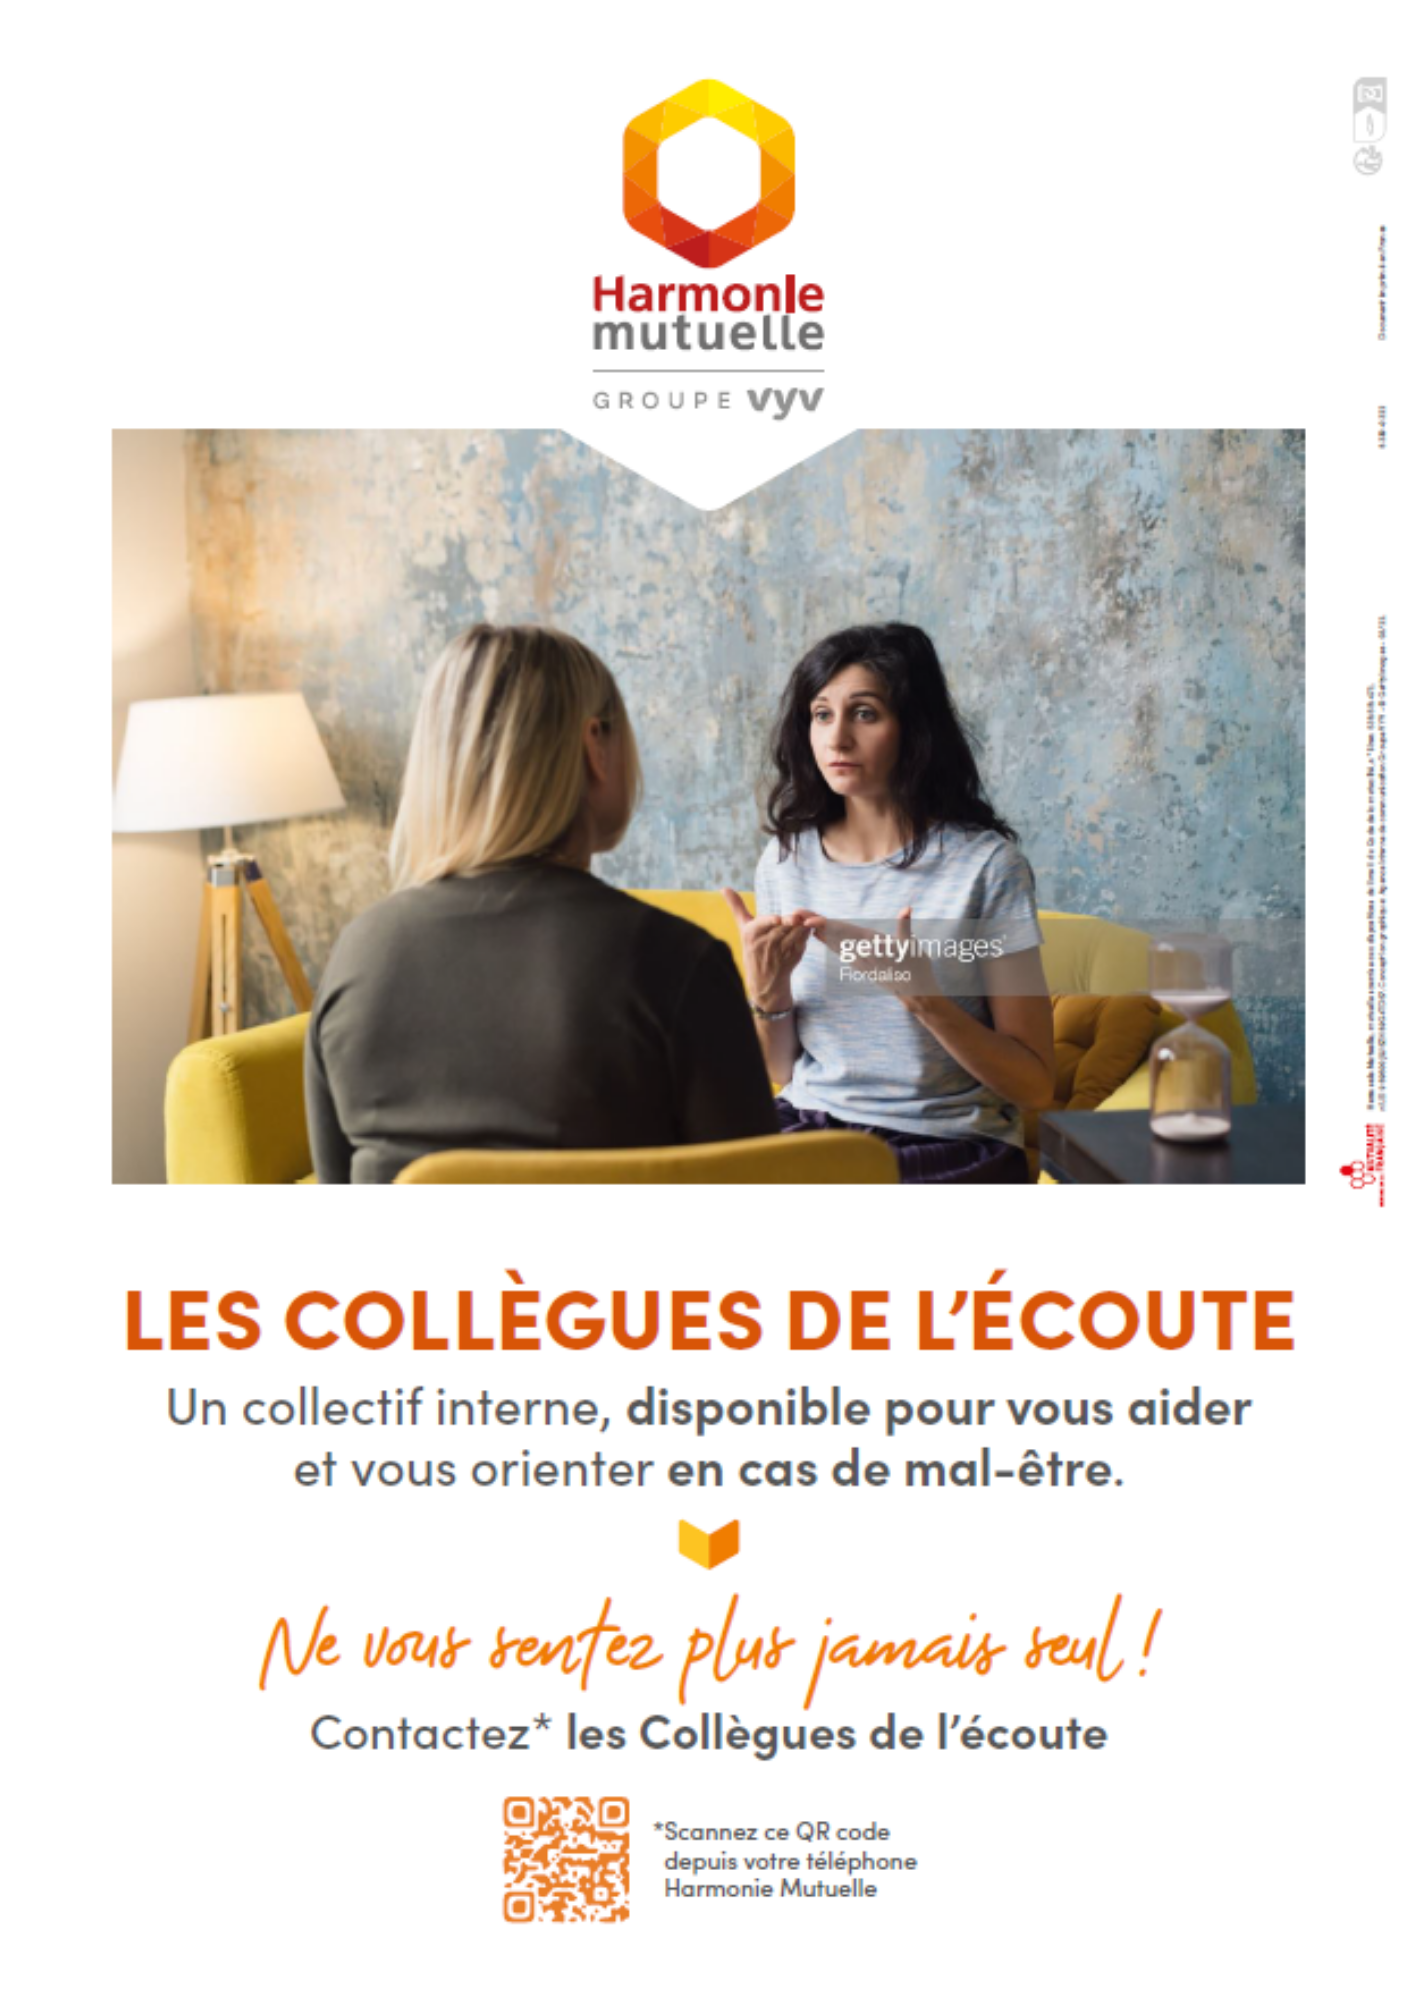 HarmonIe
mutuelle
GROUPE vyv
gettyimages
Fiordaliso
LES COLLÈGUES DE L'ÉCOUTE
Un collectif interne, disponible pour vous aider
et vous orienter en cas de mal-être.
Ne vous sentez plus jamais seul !
Contactez* les Collègues de l'écoute
*Scannez ce QR code
depuis votre téléphone
Harmonie Mutuelle
MUTUALITÉ
FRANÇAISE